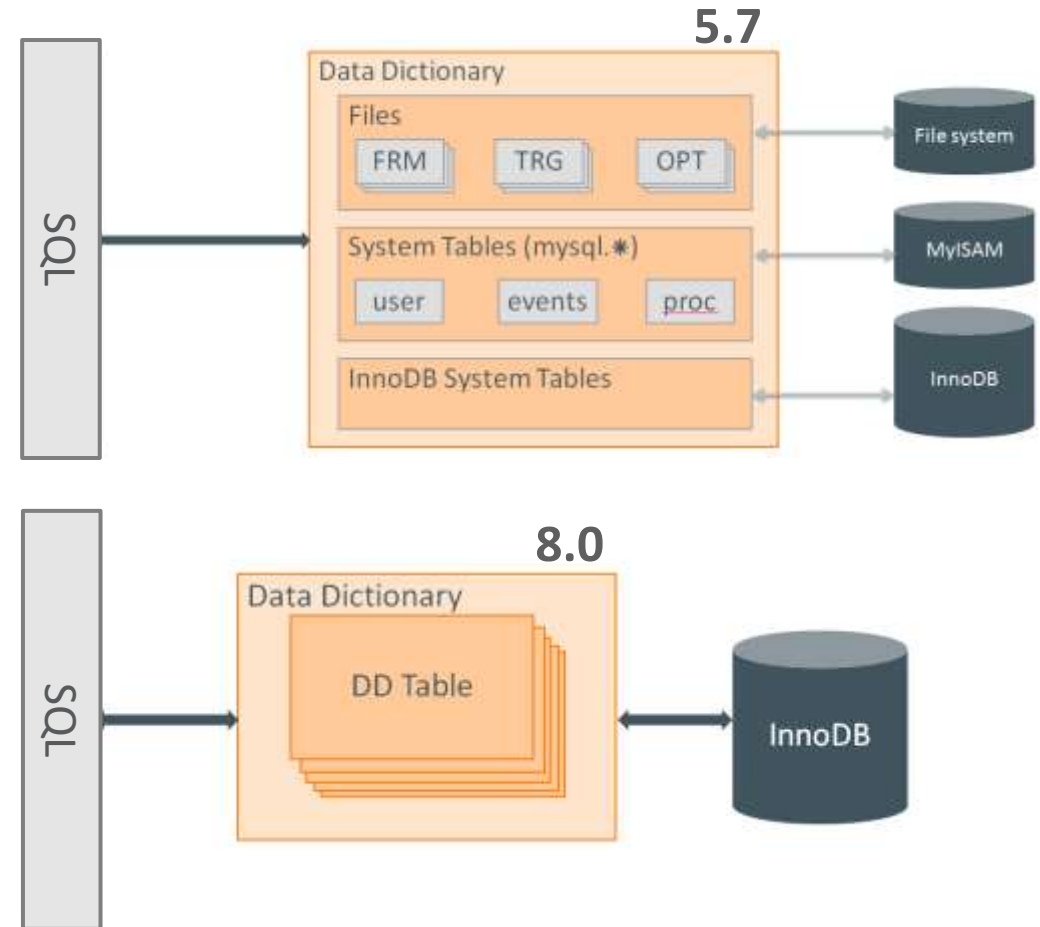 5.7
SQL
Data Dictionary
Files
FRM
TRG
OPT
File system
System Tables (mysql.*)
user
events
proc
MyISAM
InnoDB System Tables
InnoDB
8.0
SQL
Data Dictionary
DD Table
InnoDB